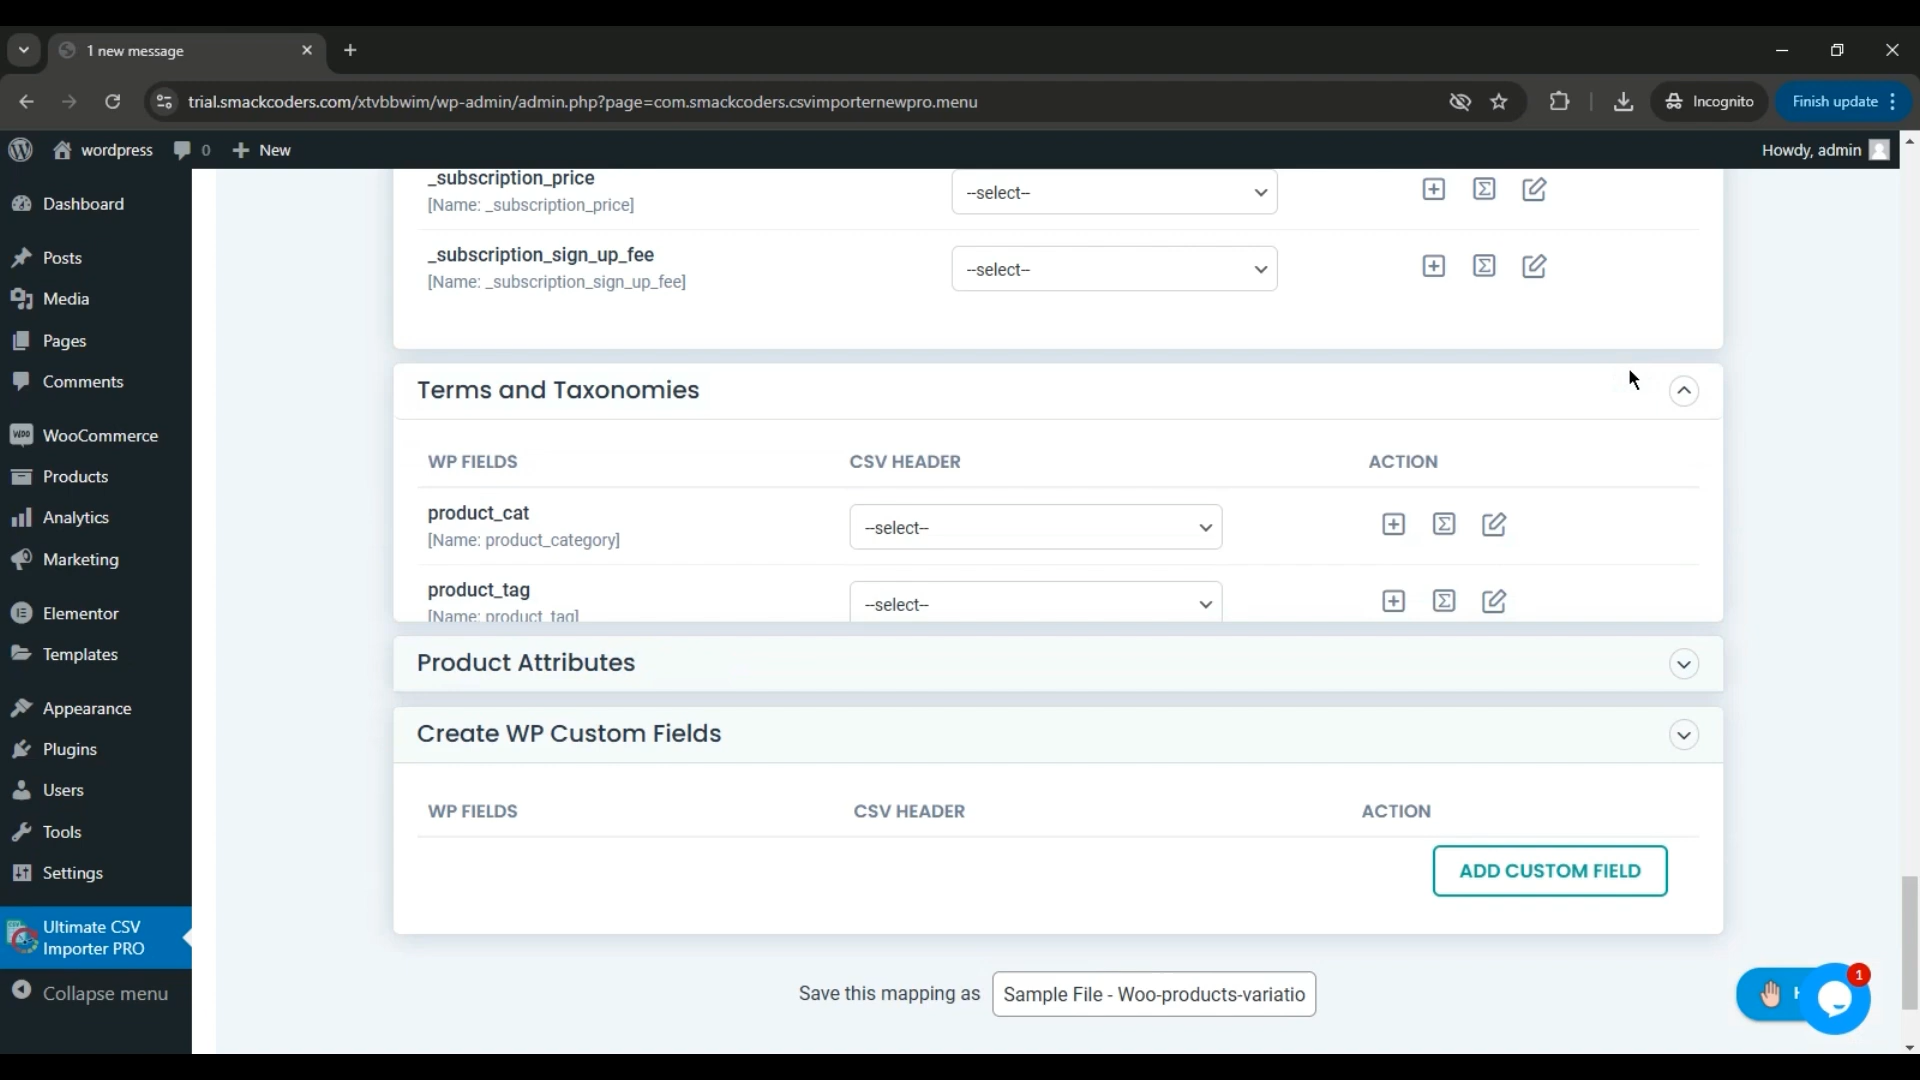 1 new message
trial.smackcoders.com/xtvbbwim/wp-admin/admin.php?page=com.smackcoders.csvimporternewpro.menu
Incognito
Finish update
wordpress
0
New
Howdy, admin
Dashboard
Posts
Media
Pages
Comments
WooCommerce
Products
Analytics
Marketing
Elementor
Templates
Appearance
Plugins
Users
Tools
Settings
Ultimate CSV
Importer PRO
Collapse menu
_subscription_price
--select--
[Name: _subscription_price]
_subscription_sign_up_fee
--select--
[Name: _subscription_sign_up_fee]
Terms and Taxonomies
WP FIELDS CSV HEADER ACTION
product_cat
--select--
[Name: product_category]
product_tag
--select--
[Name: product_tag]
Product Attributes
Create WP Custom Fields
WP FIELDS CSV HEADER ACTION
ADD CUSTOM FIELD
Save this mapping as Sample File - Woo-products-variatio
1